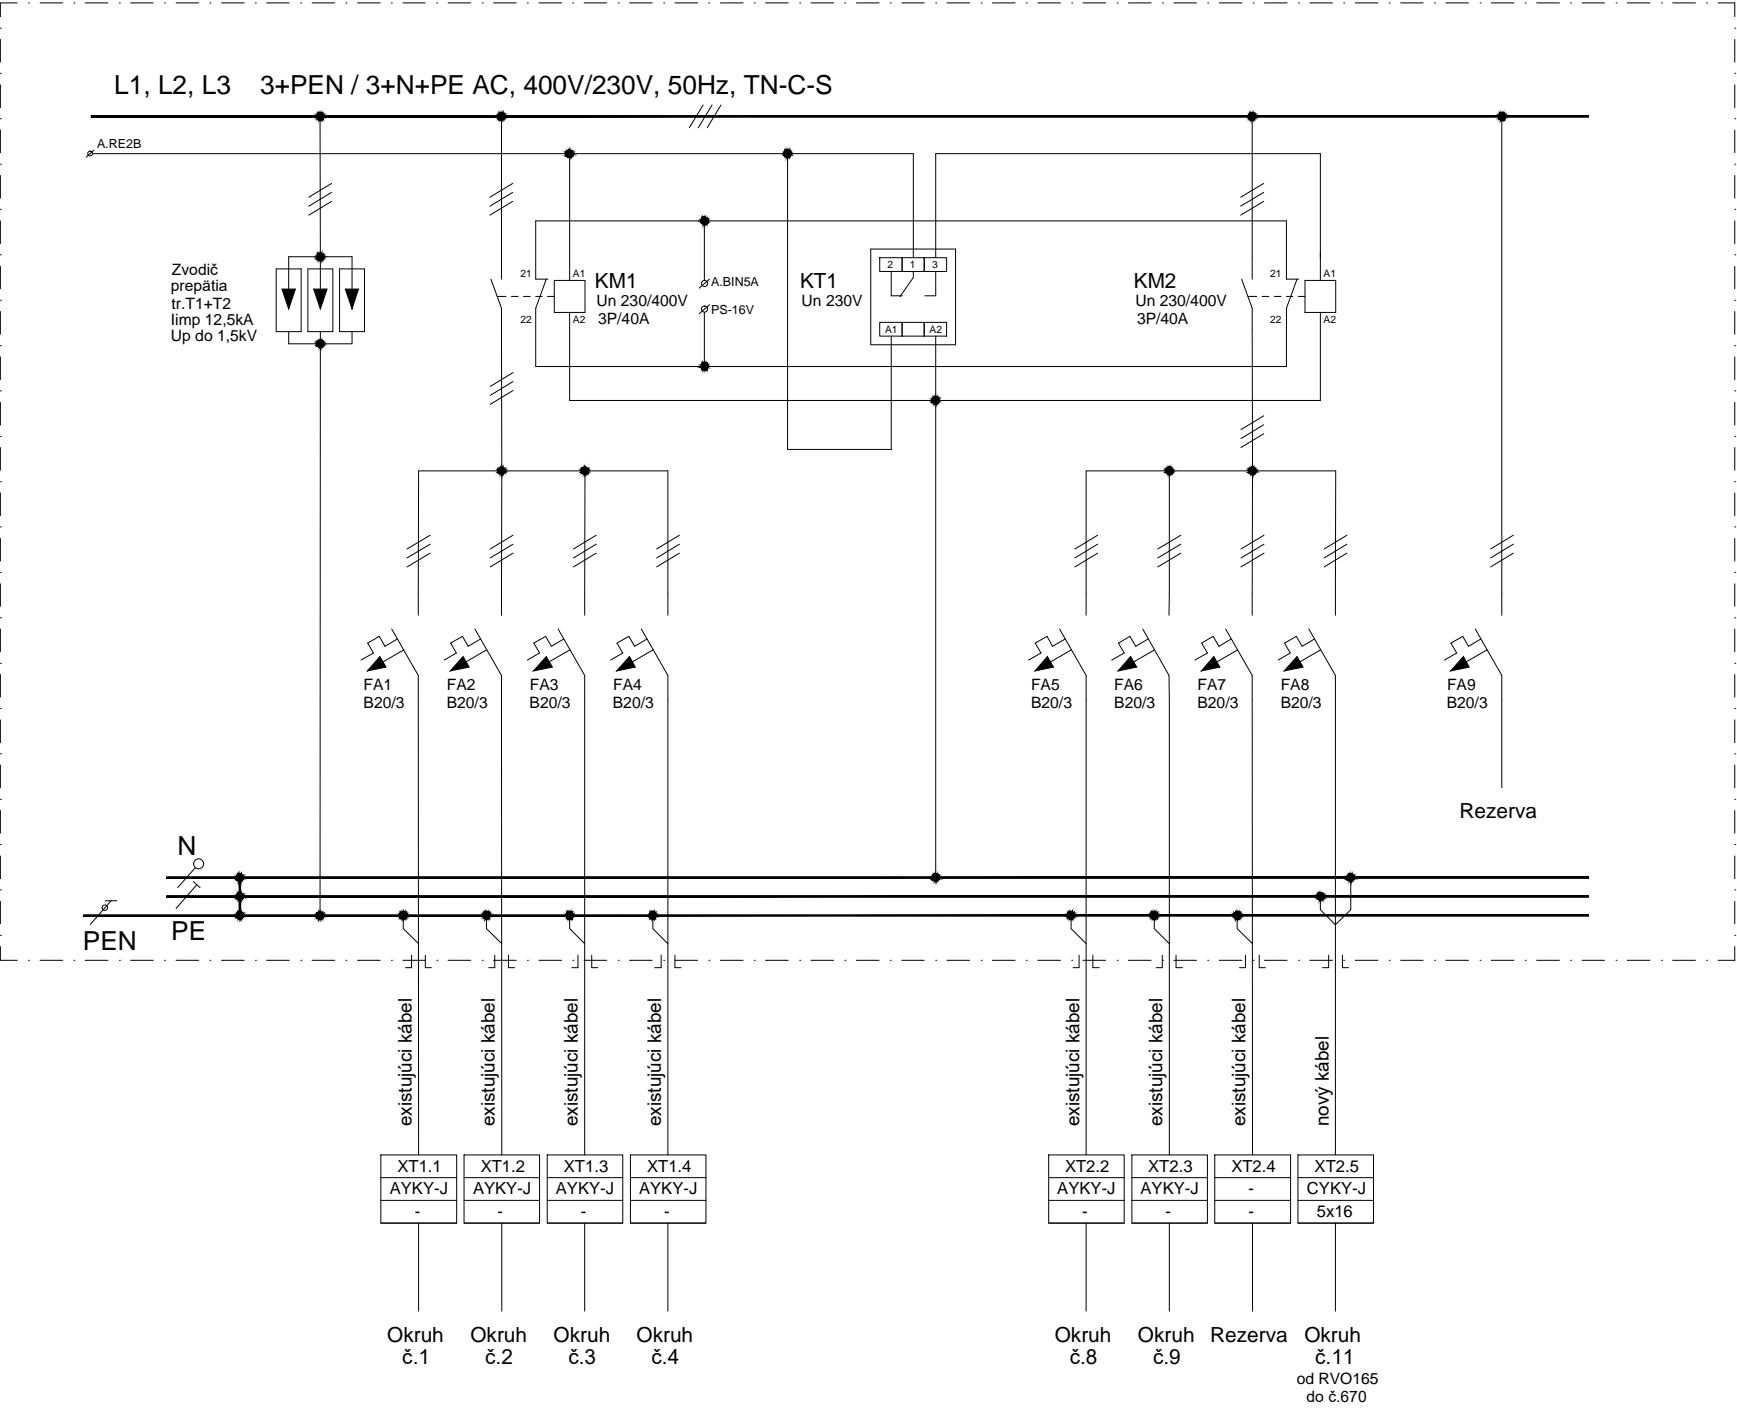 L1, L2, L3 3+PEN / 3+N+PE AC, 400V/230V, 50Hz, TN-C-S
A.RE2B
Zvodič
prepätia
tr.T1+T2
Iimp 12,5kA
Up do 1,5kV
21
22
A1
A2
KM1
Un 230/400V
3P/40A
A.BIN5A
PS-16V
KT1
Un 230V
2 1 3
A1 A2
KM2
Un 230/400V
3P/40A
21
22
A1
A2
FA1
B20/3
FA2
B20/3
FA3
B20/3
FA4
B20/3
FA5
B20/3
FA6
B20/3
FA7
B20/3
FA8
B20/3
FA9
B20/3
Rezerva
N
PE
PEN
existujúci kábel
existujúci kábel
existujúci kábel
existujúci kábel
existujúci kábel
existujúci kábel
existujúci kábel
nový kábel
XT1.1
AYKY-J
-
XT1.2
AYKY-J
-
XT1.3
AYKY-J
-
XT1.4
AYKY-J
-
XT2.2
AYKY-J
-
XT2.3
AYKY-J
-
XT2.4
-
-
XT2.5
CYKY-J
5x16
Okruh
č.1
Okruh
č.2
Okruh
č.3
Okruh
č.4
Okruh
č.8
Okruh
č.9
Rezerva
Okruh
č.11
od RVO165
do č.670